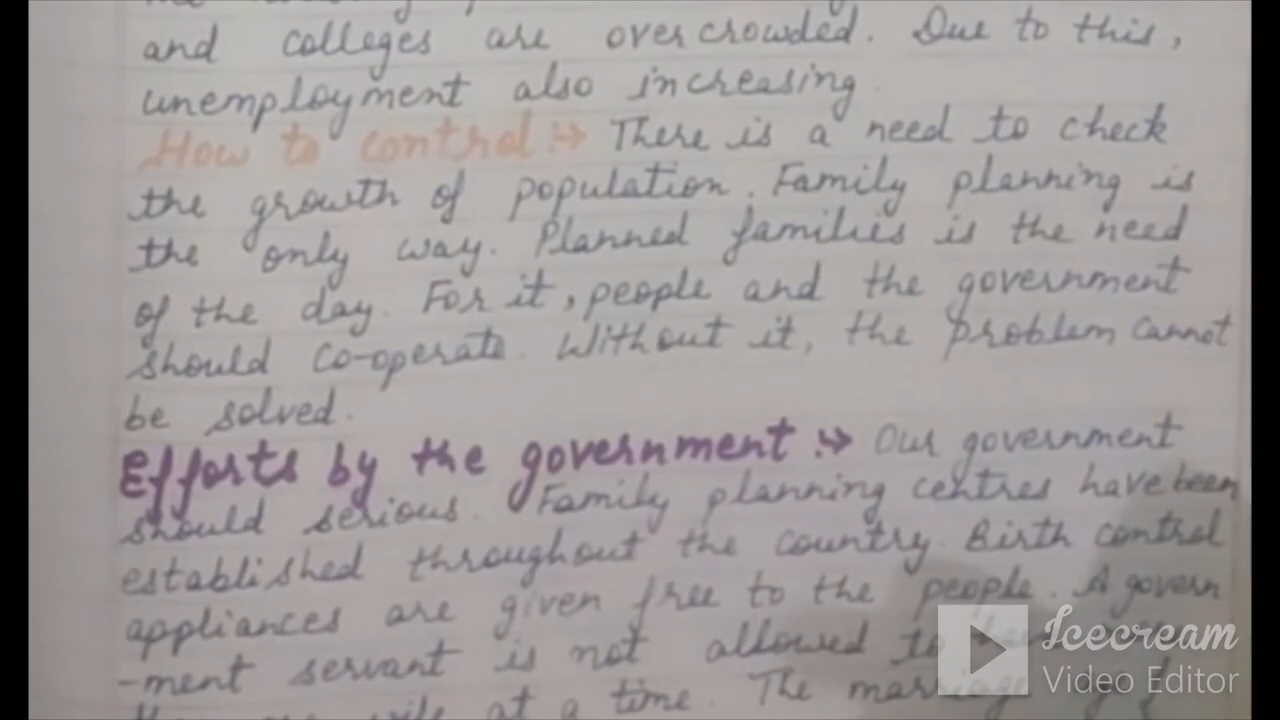 and colleges are overcrowded. Due to this,
unemployment also increasing.
How to control :→ There is a need to check
the growth of population. Family planning is
the only way. Planned families is the need
of the day. For it, people and the government
should co-operate. Without it, the problem cannot
be solved.
Efforts by the government :→ Our government
should serious. Family planning centres have been
established throughout the country. Birth control
appliances are given free to the people. A govern
-ment servant is not allowed to
wife at a time. The marriage of
Icecream
Video Editor